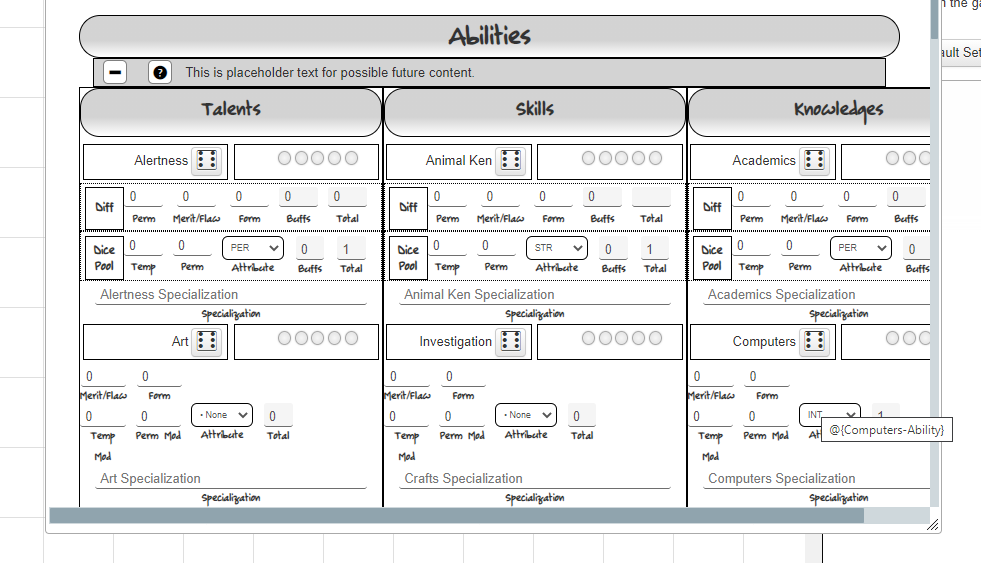 n the ga
Abilities
ault Set
This is placeholder text for possible future content.
Talents Skills Knowledges
Alertness Animal Ken Academics
Diff 0 0 0 0 0 Diff 0 0 0 0 Diff 0 0 0 0
Perm Merit/Flaw Form Buffs Total Perm Merit/Flaw Form Buffs Total Perm Merit/Flaw Form Buffs
Dice Pool 0 0 PER 0 1 Dice Pool 0 0 STR 0 1 Dice Pool 0 0 PER 0
Temp Perm Attribute Buffs Total Temp Perm Attribute Buffs Total Temp Perm Attribute Buffs
Alertness Specialization Animal Ken Specialization Academics Specialization
Specialization Specialization Specialization
Art Investigation Computers
0 0 0 0 0 0
Merit/Flaw Form Merit/Flaw Form Merit/Flaw Form
0 0 - None 0 0 0 - None 0 0 0 INT 1
Temp Mod Perm Mod Attribute Total Temp Mod Perm Mod Attribute Total Temp Mod Perm Mod At
@{Computers-Ability}
Art Specialization Crafts Specialization Computers Specialization
Specialization Specialization Specialization